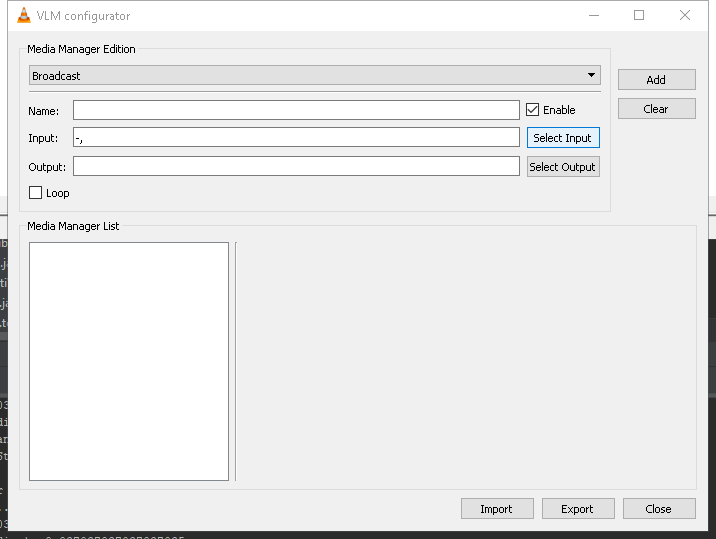 VLM configurator
Media Manager Edition
Broadcast
Add
Name:
Enable
Clear
Input: -,
Select Input
Output:
Select Output
Loop
Media Manager List
Import
Export
Close